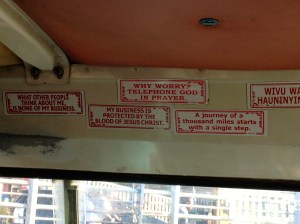 WHAT OTHER PEOPLE
THINK ABOUT ME,
IS NONE OF MY BUSINESS.
WHY WORRY?
TELEPHONE GOD
IN PRAYER.
MY BUSINESS IS
PROTECTED BY THE
BLOOD OF JESUS CHRIST.
A journey of a
thousand miles starts
with a single step.
WIVU WA
HAUNENYI